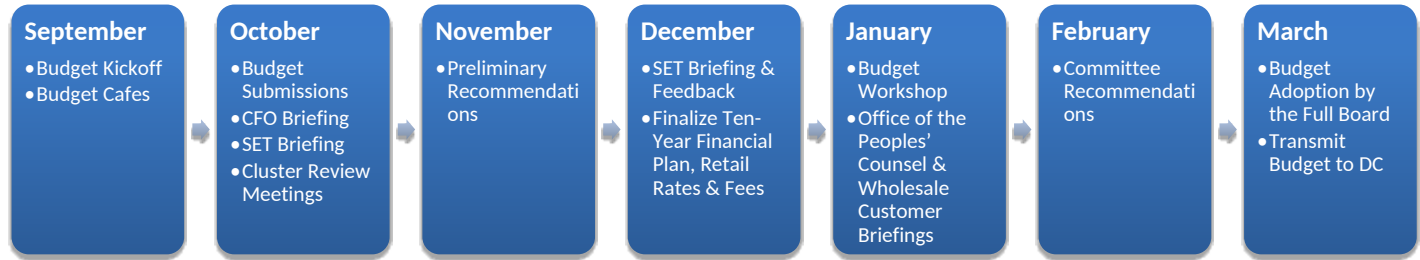 September
•Budget Kickoff
•Budget Cafes
October
•Budget
Submissions
•CFO Briefing
•SET Briefing
•Cluster Review
Meetings
November
•Preliminary
Recommendati
ons
December
•SET Briefing &
Feedback
•Finalize Ten-
Year Financial
Plan, Retail
Rates & Fees
January
•Budget
Workshop
•Office of the
Peoples’
Counsel &
Wholesale
Customer
Briefings
February
•Committee
Recommendati
ons
March
•Budget
Adoption by
the Full Board
•Transmit
Budget to DC